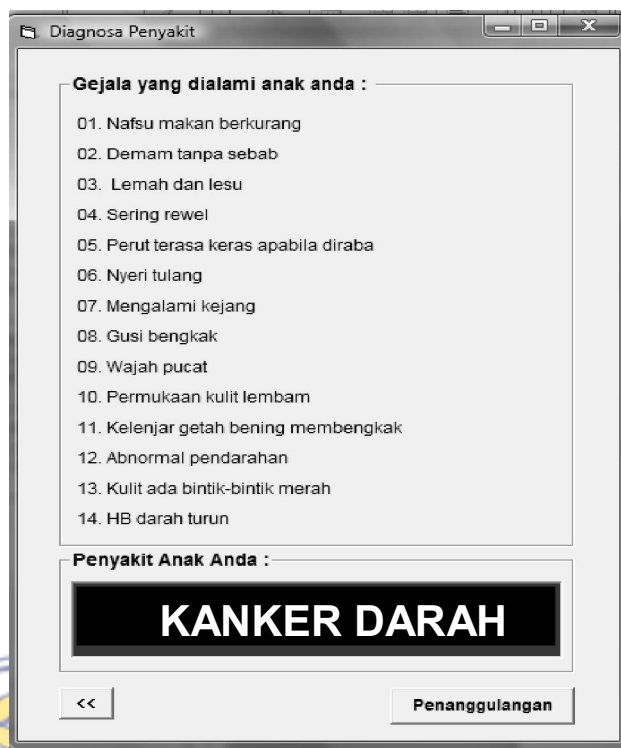 Diagnosa Penyakit
Gejala yang dialami anak anda :
01. Nafsu makan berkurang
02. Demam tanpa sebab
03. Lemah dan lesu
04. Sering rewel
05. Perut terasa keras apabila diraba
06. Nyeri tulang
07. Mengalami kejang
08. Gusi bengkak
09. Wajah pucat
10. Permukaan kulit lembam
11. Kelenjar getah bening membengkak
12. Abnormal pendarahan
13. Kulit ada bintik-bintik merah
14. HB darah turun
Penyakit Anak Anda :
KANKER DARAH
<< Penanggulangan